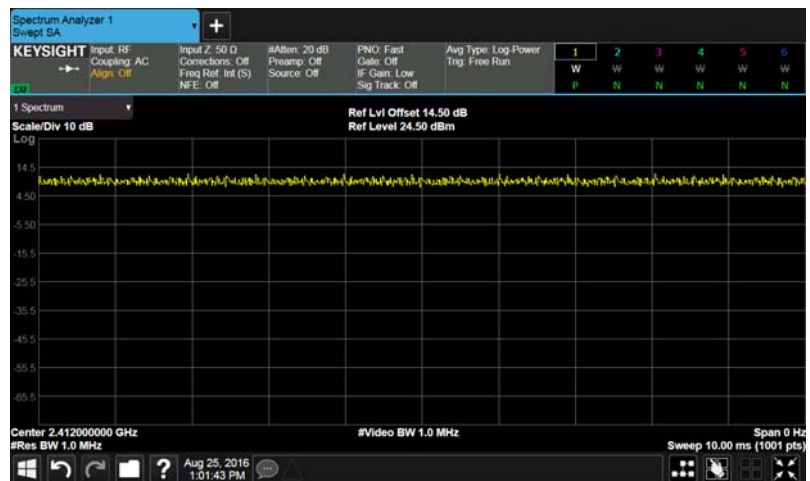 Spectrum Analyzer 1
Swept SA
+
KEYSIGHT
Input: RF
Coupling: AC
Align: Off
Input Z: 50 Ω
Corrections: Off
Freq Ref: Int (S)
NFE: Off
#Atten: 20 dB
Preamp: Off
Source: Off
PNO: Fast
Gate: Off
IF Gain: Low
Sig Track: Off
Avg Type: Log-Power
Trig: Free Run
1 2 3 4 5 6
W W W W W W
P N N N N N
LXI
1 Spectrum
Scale/Div 10 dB
Ref Lvl Offset 14.50 dB
Ref Level 24.50 dBm
Log
14.5
4.50
-5.50
-15.5
-25.5
-35.5
-45.5
-55.5
-65.5
Center 2.412000000 GHz
#Res BW 1.0 MHz
#Video BW 1.0 MHz
Span 0 Hz
Sweep 10.00 ms (1001 pts)
?
Aug 25, 2016
1:01:43 PM